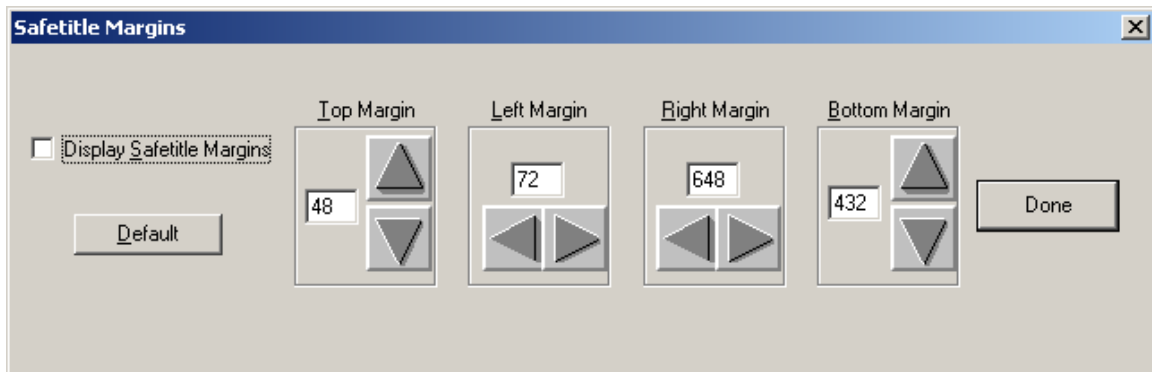 Safetitle Margins
Top Margin
Left Margin
Right Margin
Bottom Margin
Display Safetitle Margins
72
648
48
432
Done
Default